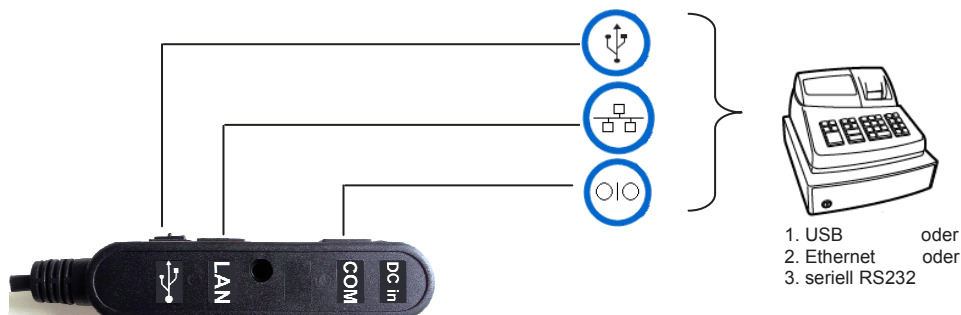 LAN
COM
DC in
1. USB oder
2. Ethernet oder
3. seriell RS232